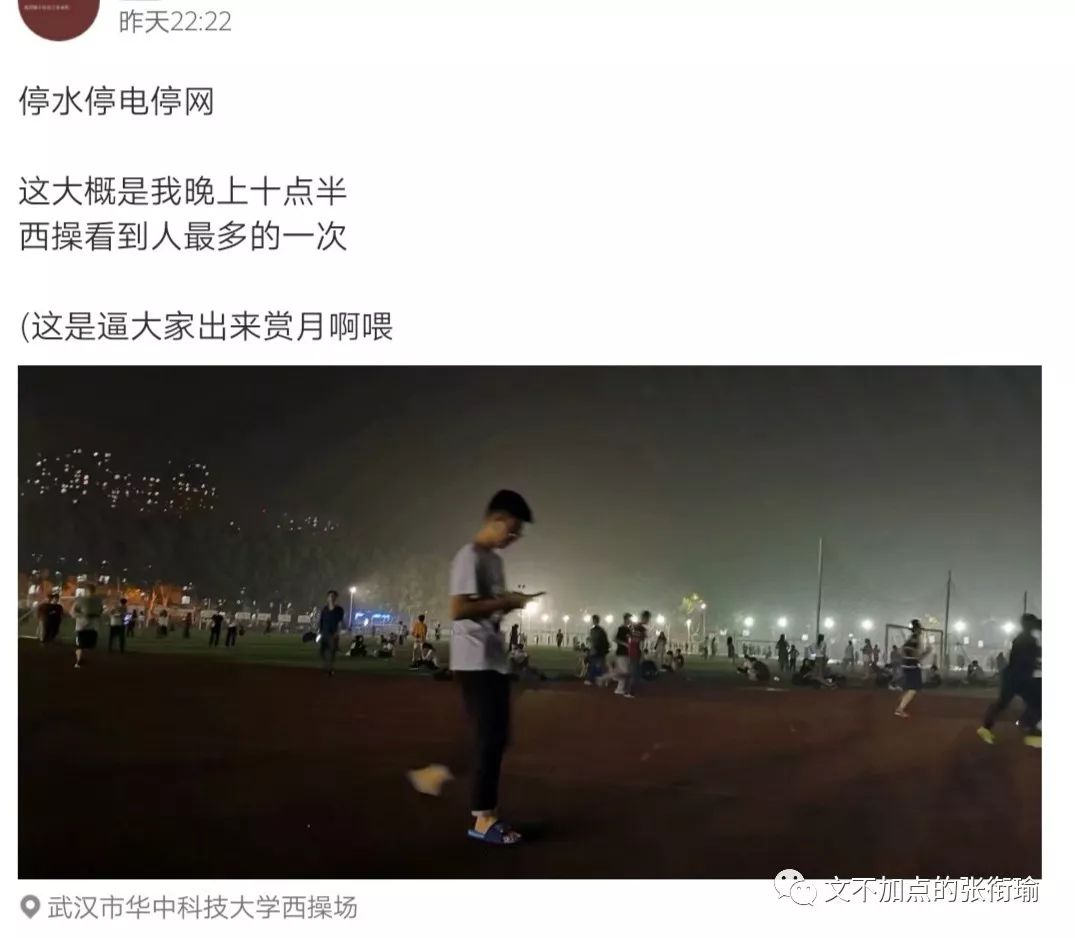 昨天22:22
停水停电停网
这大概是我晚上十点半
西操看到人最多的一次
(这是逼大家出来赏月啊喂
武汉市华中科技大学西操场
文不加点的张衔瑜